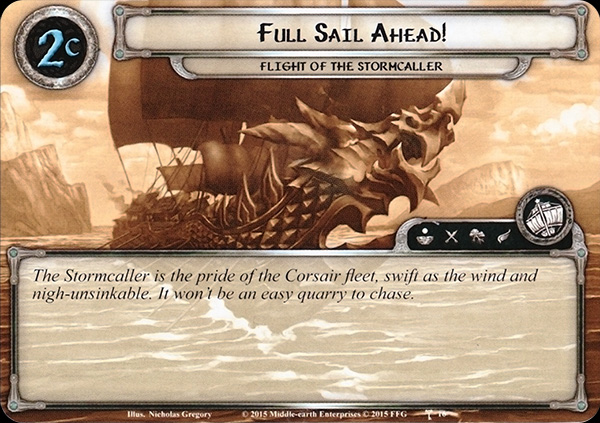 2C
FULL SAIL AHEAD!
FLIGHT OF THE STORMCALLER
The Stormcaller is the pride of the Corsair fleet, swift as the wind and
nigh-unsinkable. It won't be an easy quarry to chase.
Illus. Nicholas Gregory © 2015 Middle-earth Enterprises © 2015 FFG